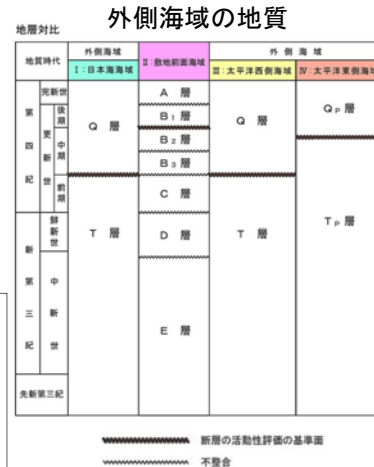 外側海域の地質
地層対比
地質時代
外側海域
Ⅰ:日本海海域
Ⅱ:敷地前面海域
外側海域
Ⅲ:太平洋西側海域
Ⅳ:太平洋東側海域
第四紀
完新世
更新世
後期
中期
前期
新第三紀
鮮新世
中新世
先新第三紀
Q 層
T 層
A 層
B1 層
B2 層
B3 層
C 層
D 層
E 層
Q 層
T 層
QP 層
TP 層
断層の活動性評価の基準面
不整合